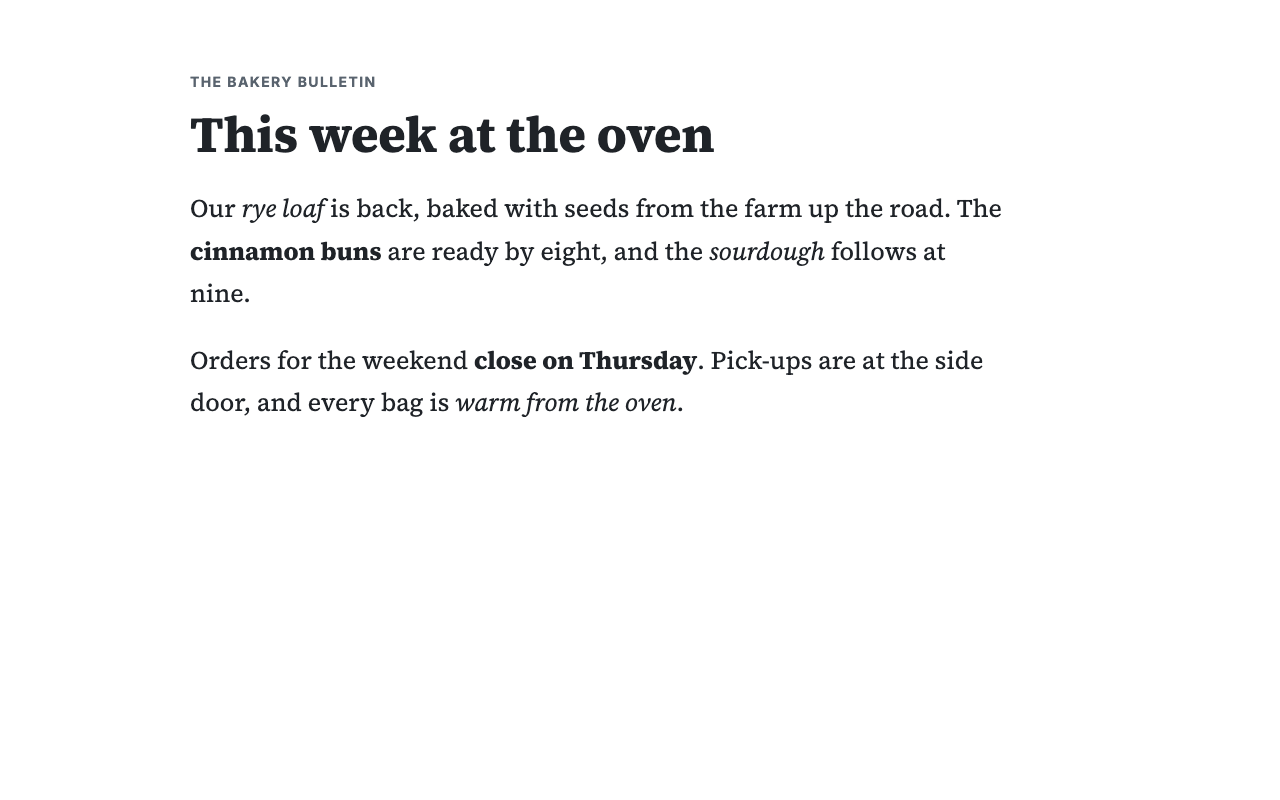 THE BAKERY BULLETIN
This week at the oven
Our rye loaf is back, baked with seeds from the farm up the road. The
cinnamon buns are ready by eight, and the sourdough follows at
nine.
Orders for the weekend close on Thursday. Pick-ups are at the side
door, and every bag is warm from the oven.